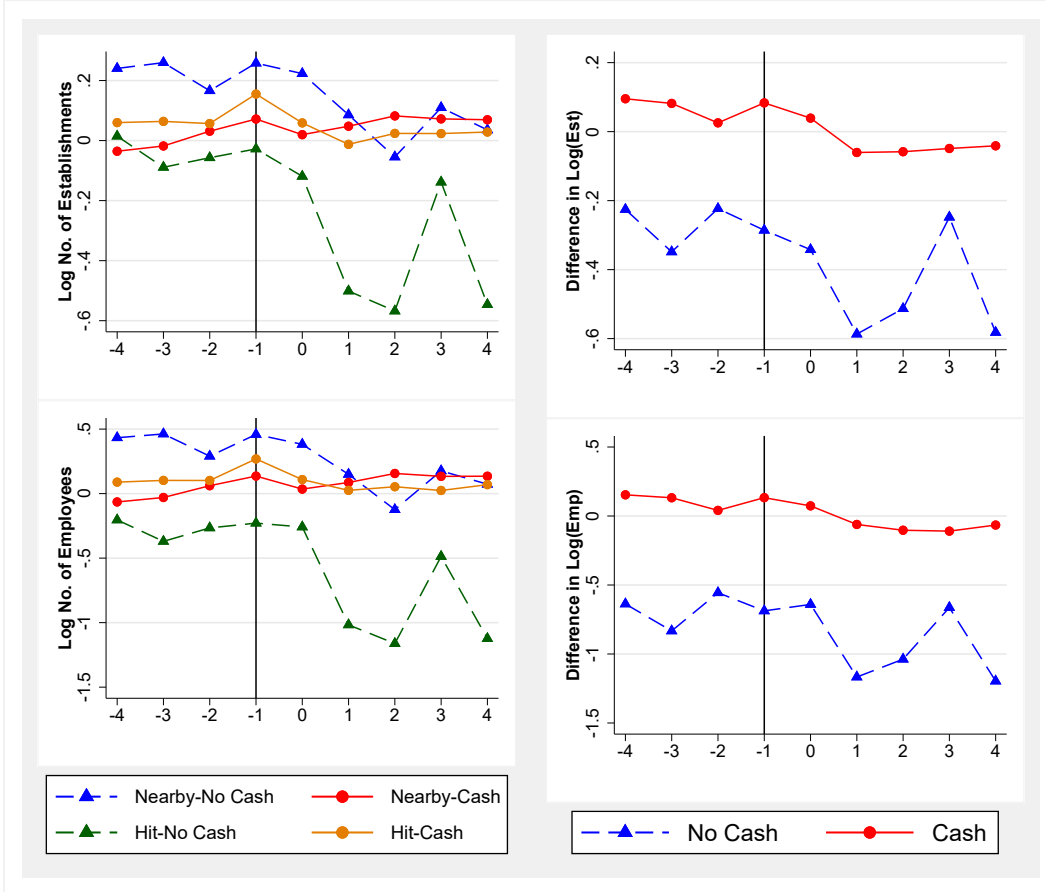 Log No. of Establishments
.2
0
-.2
-.4
-.6
-4 -3 -2 -1 0 1 2 3 4
Difference in Log(Est)
.2
0
-.2
-.4
-.6
-4 -3 -2 -1 0 1 2 3 4
Log No. of Employees
.5
0
-.5
-1
-1.5
-4 -3 -2 -1 0 1 2 3 4
Difference in Log(Emp)
.5
0
-.5
-1
-1.5
-4 -3 -2 -1 0 1 2 3 4
Nearby-No Cash Nearby-Cash
Hit-No Cash Hit-Cash
No Cash Cash